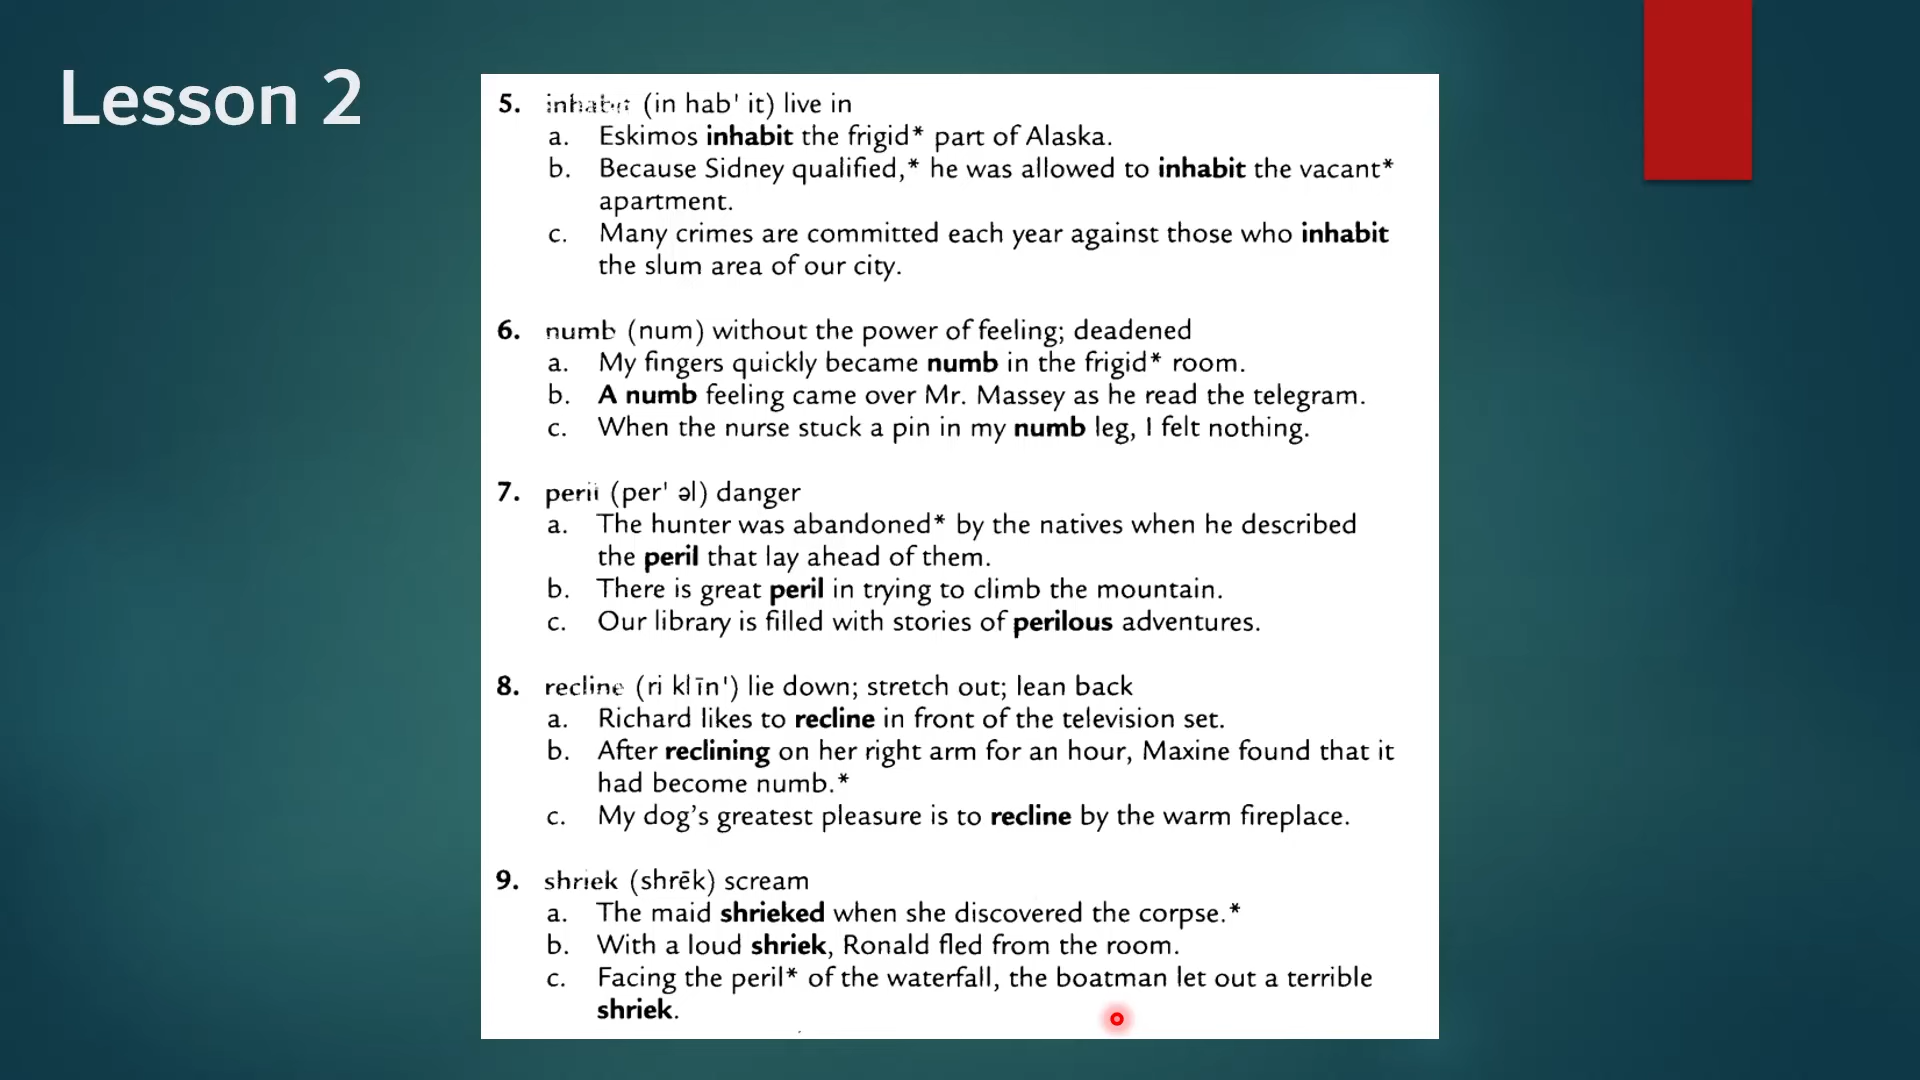 Lesson 2
5. inhabit (in hab' it) live in
a. Eskimos inhabit the frigid* part of Alaska.
b. Because Sidney qualified,* he was allowed to inhabit the vacant*
apartment.
c. Many crimes are committed each year against those who inhabit
the slum area of our city.
6. numb (num) without the power of feeling; deadened
a. My fingers quickly became numb in the frigid* room.
b. A numb feeling came over Mr. Massey as he read the telegram.
c. When the nurse stuck a pin in my numb leg, I felt nothing.
7. peril (per' əl) danger
a. The hunter was abandoned* by the natives when he described
the peril that lay ahead of them.
b. There is great peril in trying to climb the mountain.
c. Our library is filled with stories of perilous adventures.
8. recline (ri klīn') lie down; stretch out; lean back
a. Richard likes to recline in front of the television set.
b. After reclining on her right arm for an hour, Maxine found that it
had become numb.*
c. My dog's greatest pleasure is to recline by the warm fireplace.
9. shriek (shrēk) scream
a. The maid shrieked when she discovered the corpse.*
b. With a loud shriek, Ronald fled from the room.
c. Facing the peril* of the waterfall, the boatman let out a terrible
shriek.